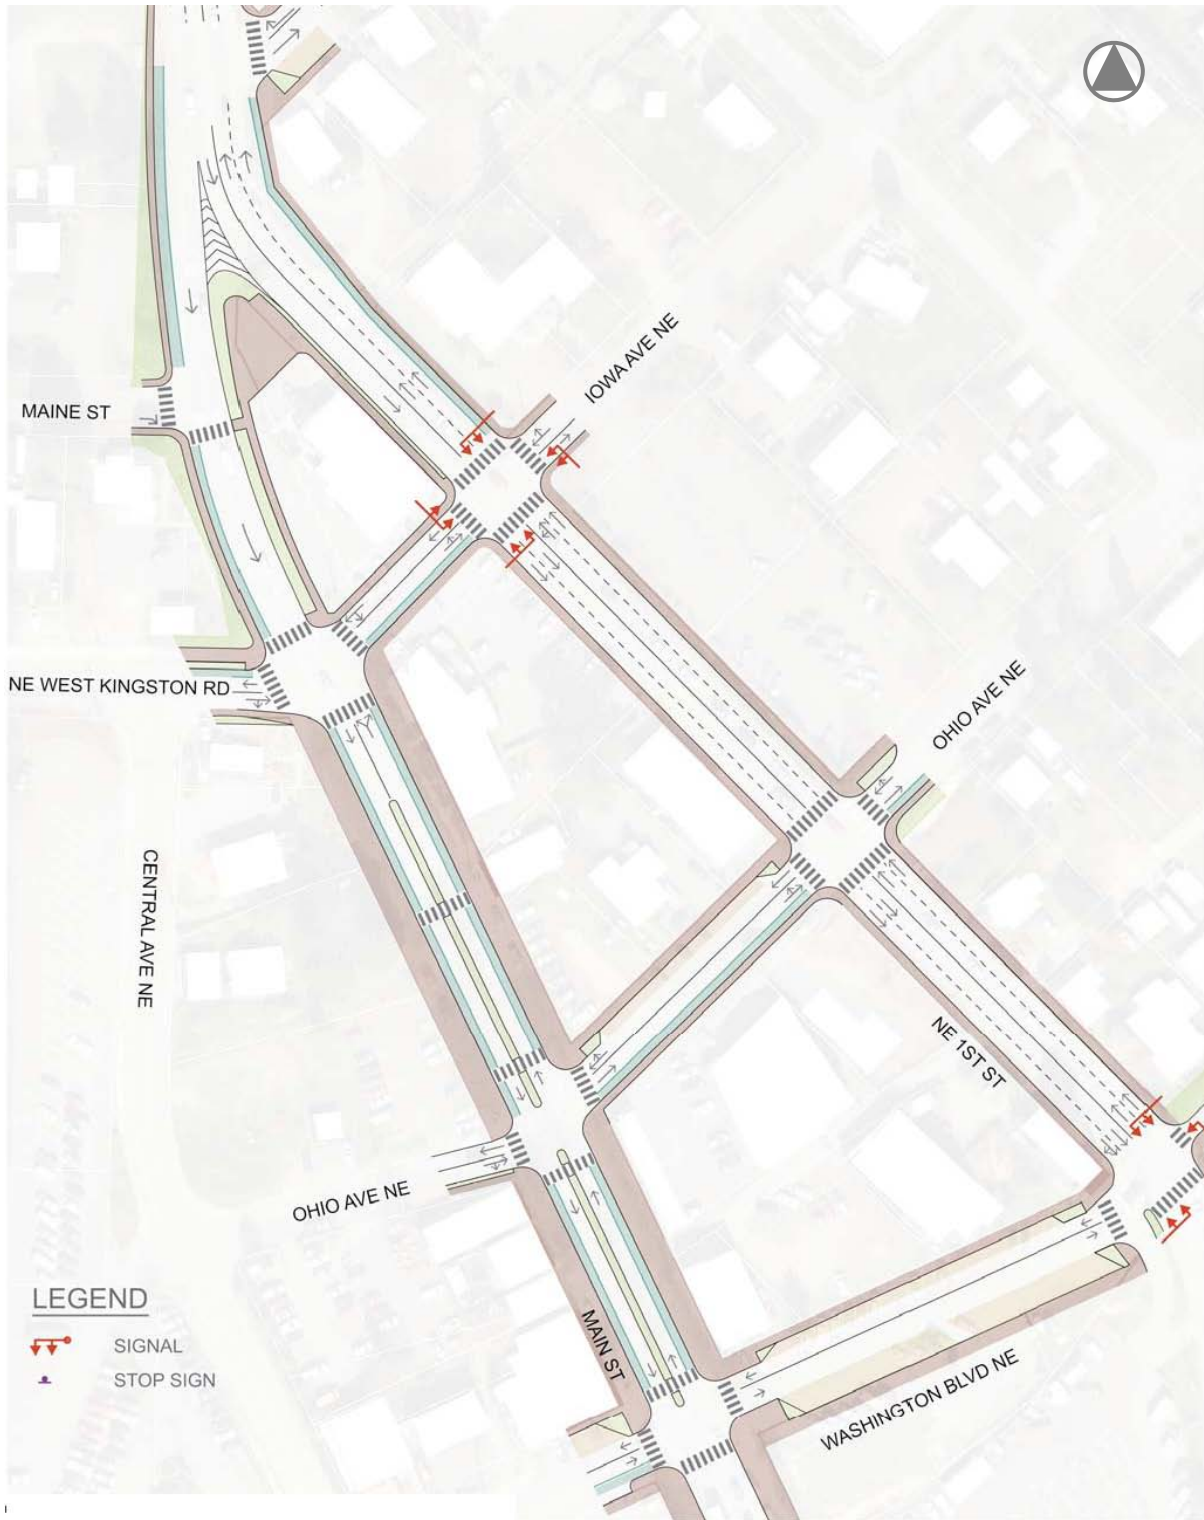 IOWA AVE NE
MAINE ST
NE WEST KINGSTON RD
OHIO AVE NE
CENTRAL AVE NE
NE 1ST ST
OHIO AVE NE
MAIN ST
WASHINGTON BLVD NE
LEGEND
SIGNAL
STOP SIGN